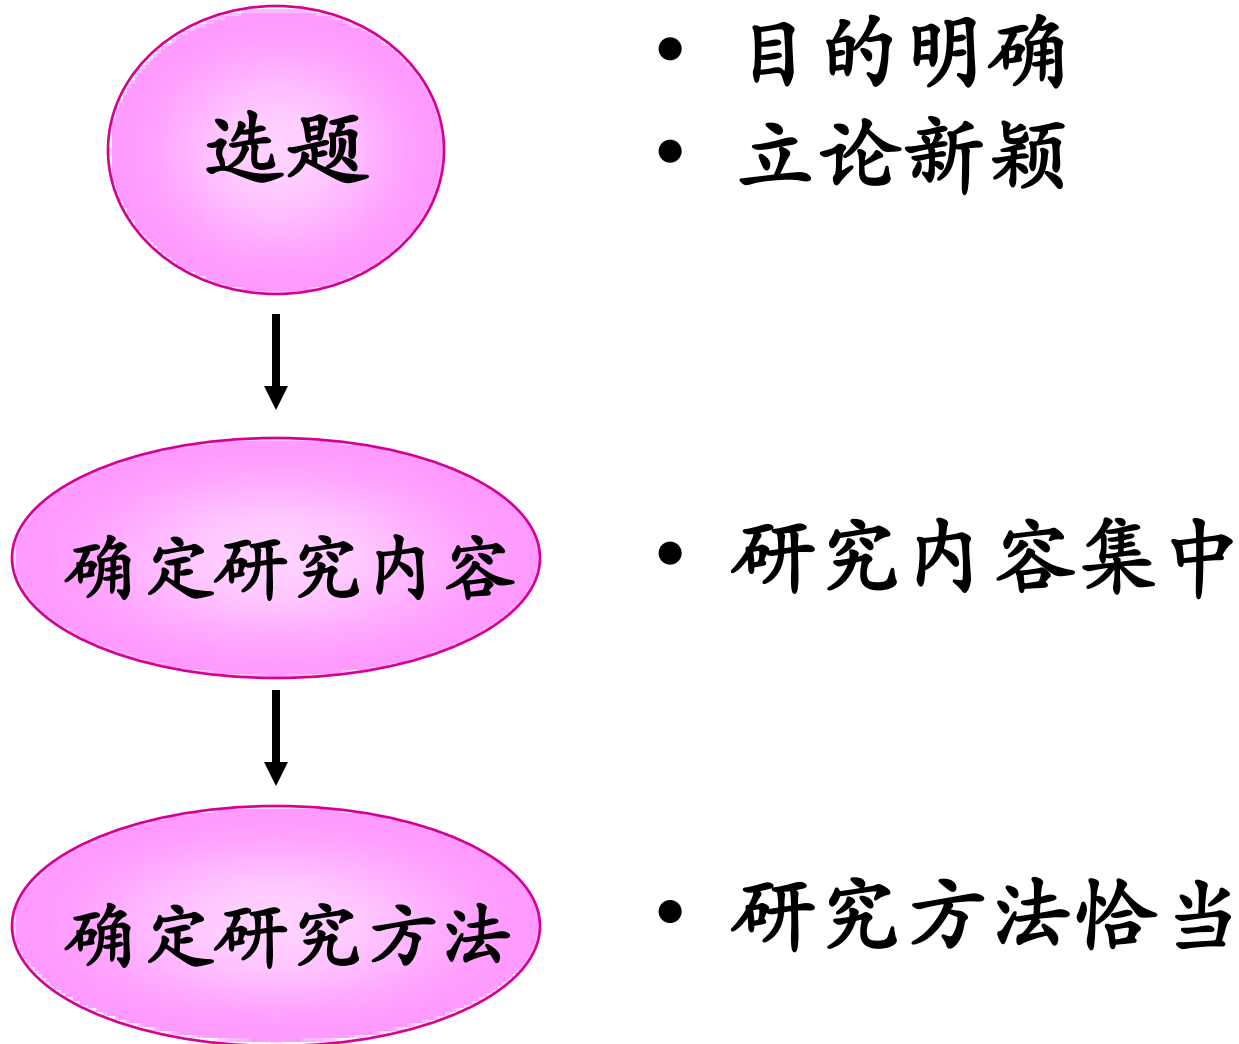 选题
• 目的明确
• 立论新颖
确定研究内容
• 研究内容集中
确定研究方法
• 研究方法恰当